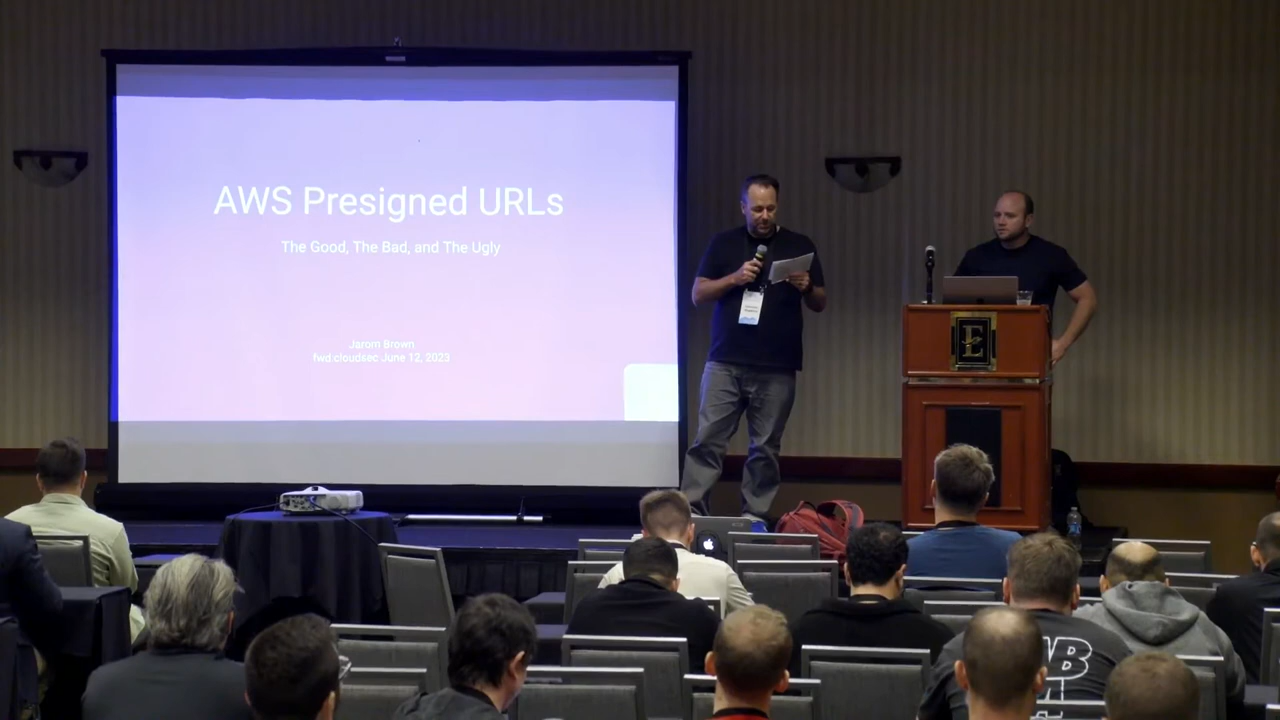 AWS Presigned URLs
The Good, The Bad, and The Ugly
Jarom Brown
fwd:cloudsec June 12, 2023
E